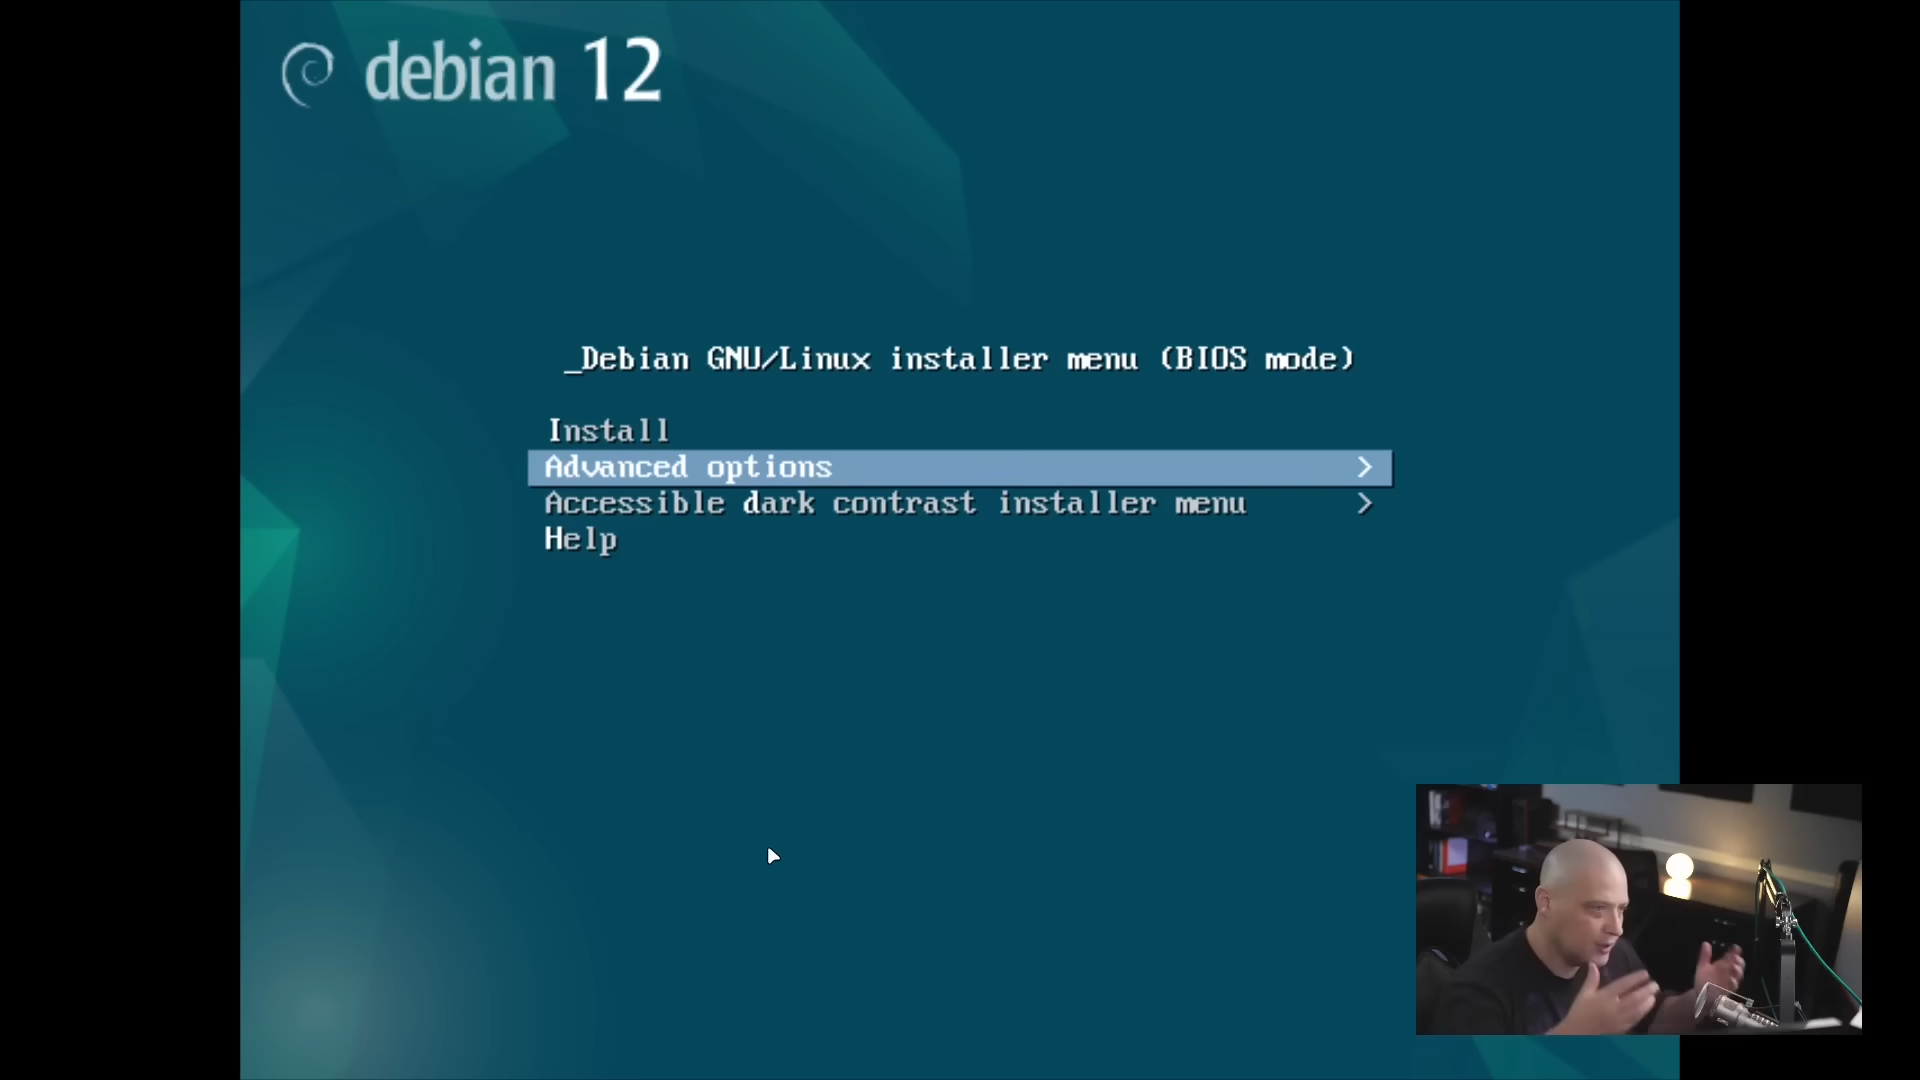 debian 12
_Debian GNU/Linux installer menu (BIOS mode)
Install
Advanced options >
Accessible dark contrast installer menu >
Help